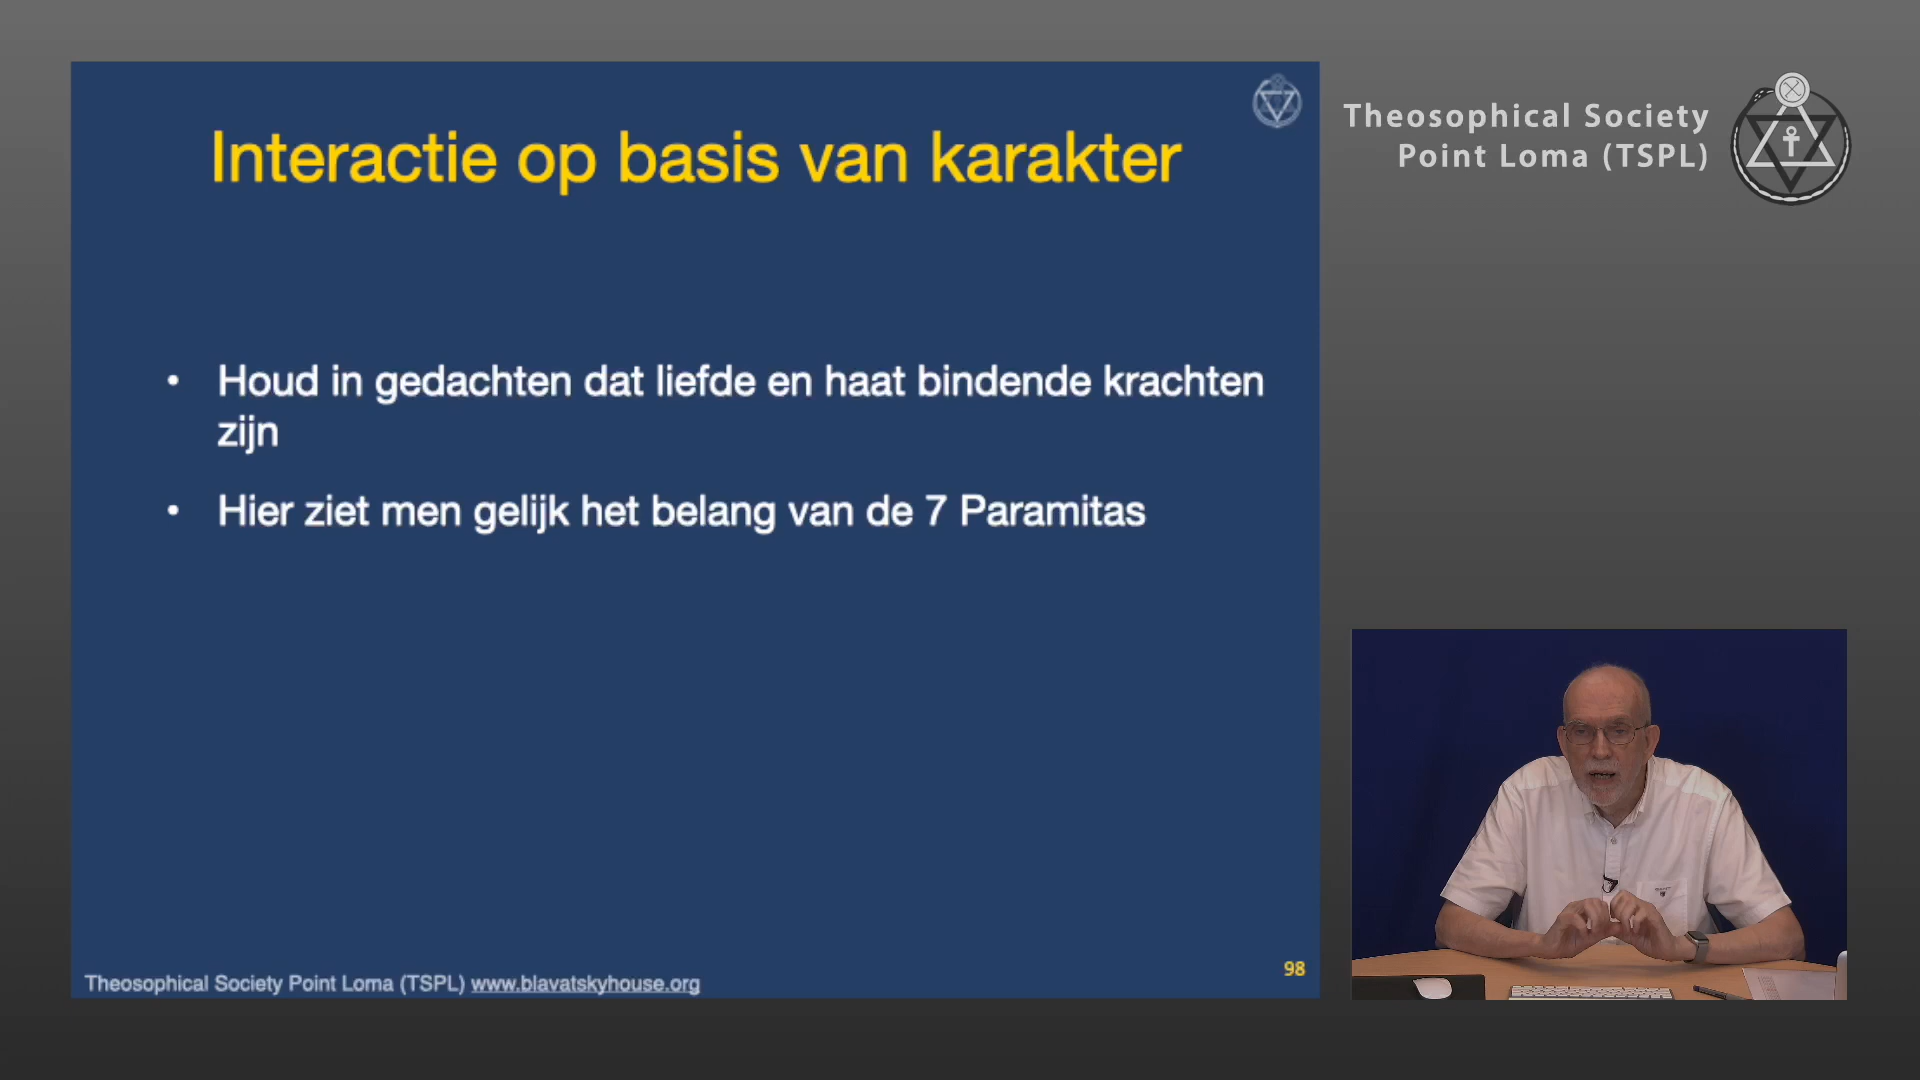 Interactie op basis van karakter
• Houd in gedachten dat liefde en haat bindende krachten
zijn
• Hier ziet men gelijk het belang van de 7 Paramitas
Theosophical Society Point Loma (TSPL) www.blavatskyhouse.org
98
Theosophical Society
Point Loma (TSPL)